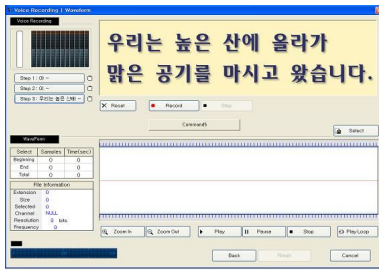 Voice Recording | Waveform
Voice Recording
우리는 높은 산에 올라가
맑은 공기를 마시고 왔습니다.
Step 1 : 아 ~
Step 2 : 이 ~
Step 3 : 우리는 높은 산에 ~
Reset
Record
Stop
Command5
Select
WaveForm
Select Samples Time(sec)
Beginning 0 0
End 0 0
Total 0 0
File Information
Extension 0
Size 0
Selected 0
Channel NULL
Resolution 0 bits
Frequency 0
Zoom In
Zoom Out
Play
Pause
Stop
Play Loop
Back
Finish
Cancel